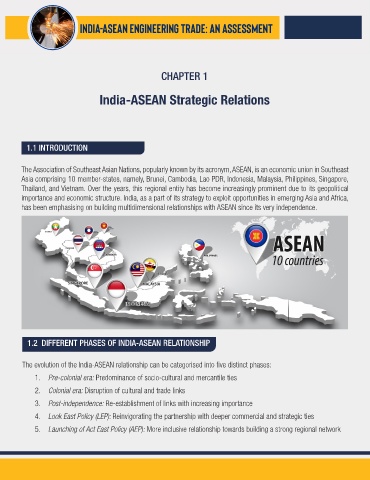 INDIA-ASEAN ENGINEERING TRADE: AN ASSESSMENT
CHAPTER 1
India-ASEAN Strategic Relations
1.1 INTRODUCTION
The Association of Southeast Asian Nations, popularly known by its acronym, ASEAN, is an economic union in Southeast
Asia comprising 10 member-states, namely, Brunei, Cambodia, Lao PDR, Indonesia, Malaysia, Philippines, Singapore,
Thailand, and Vietnam. Over the years, this regional entity has become increasingly prominent due to its geopolitical
importance and economic structure. India, as a part of its strategy to exploit opportunities in emerging Asia and Africa,
has been emphasising on building multidimensional relationships with ASEAN since its very independence.
ASEAN
10 countries
SINGAPORE
MALAYSIA
INDONESIA
1.2 DIFFERENT PHASES OF INDIA-ASEAN RELATIONSHIP
The evolution of the India-ASEAN relationship can be categorised into five distinct phases:
1. Pre-colonial era: Predominance of socio-cultural and mercantile ties
2. Colonial era: Disruption of cultural and trade links
3. Post-independence: Re-establishment of links with increasing importance
4. Look East Policy (LEP): Reinvigorating the partnership with deeper commercial and strategic ties
5. Launching of Act East Policy (AEP): More inclusive relationship towards building a strong regional network